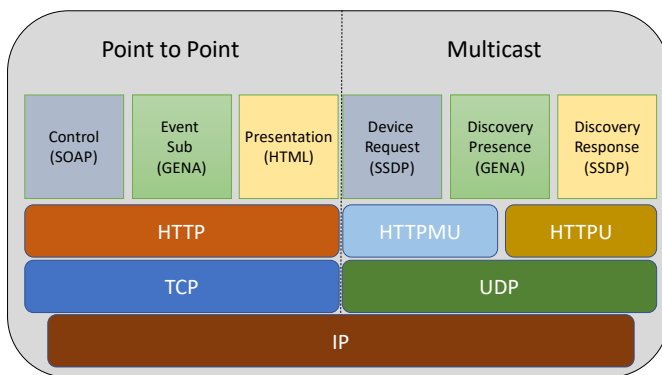 Point to Point
Multicast
Control
(SOAP)
Event
Sub
(GENA)
Presentation
(HTML)
Device
Request
(SSDP)
Discovery
Presence
(GENA)
Discovery
Response
(SSDP)
HTTP
HTTPMU
HTTPU
TCP
UDP
IP